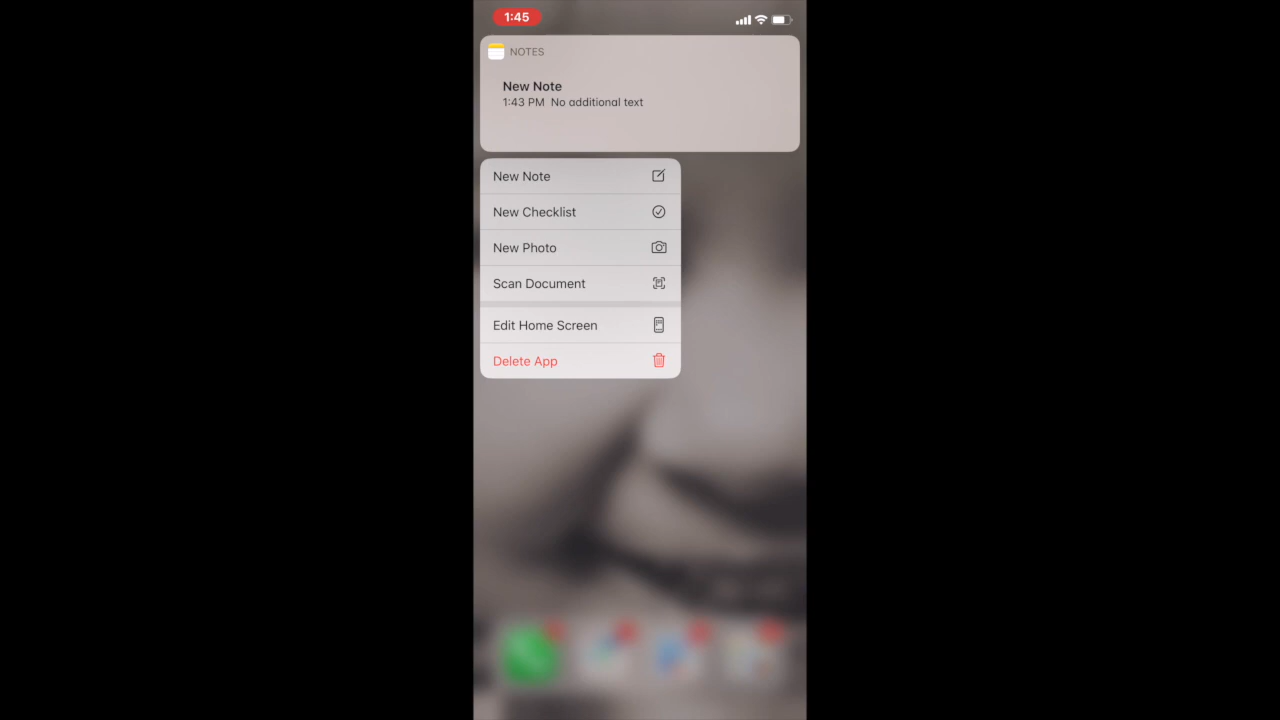 1:45
NOTES
New Note
1:43 PM No additional text
New Note
New Checklist
New Photo
Scan Document
Edit Home Screen
Delete App